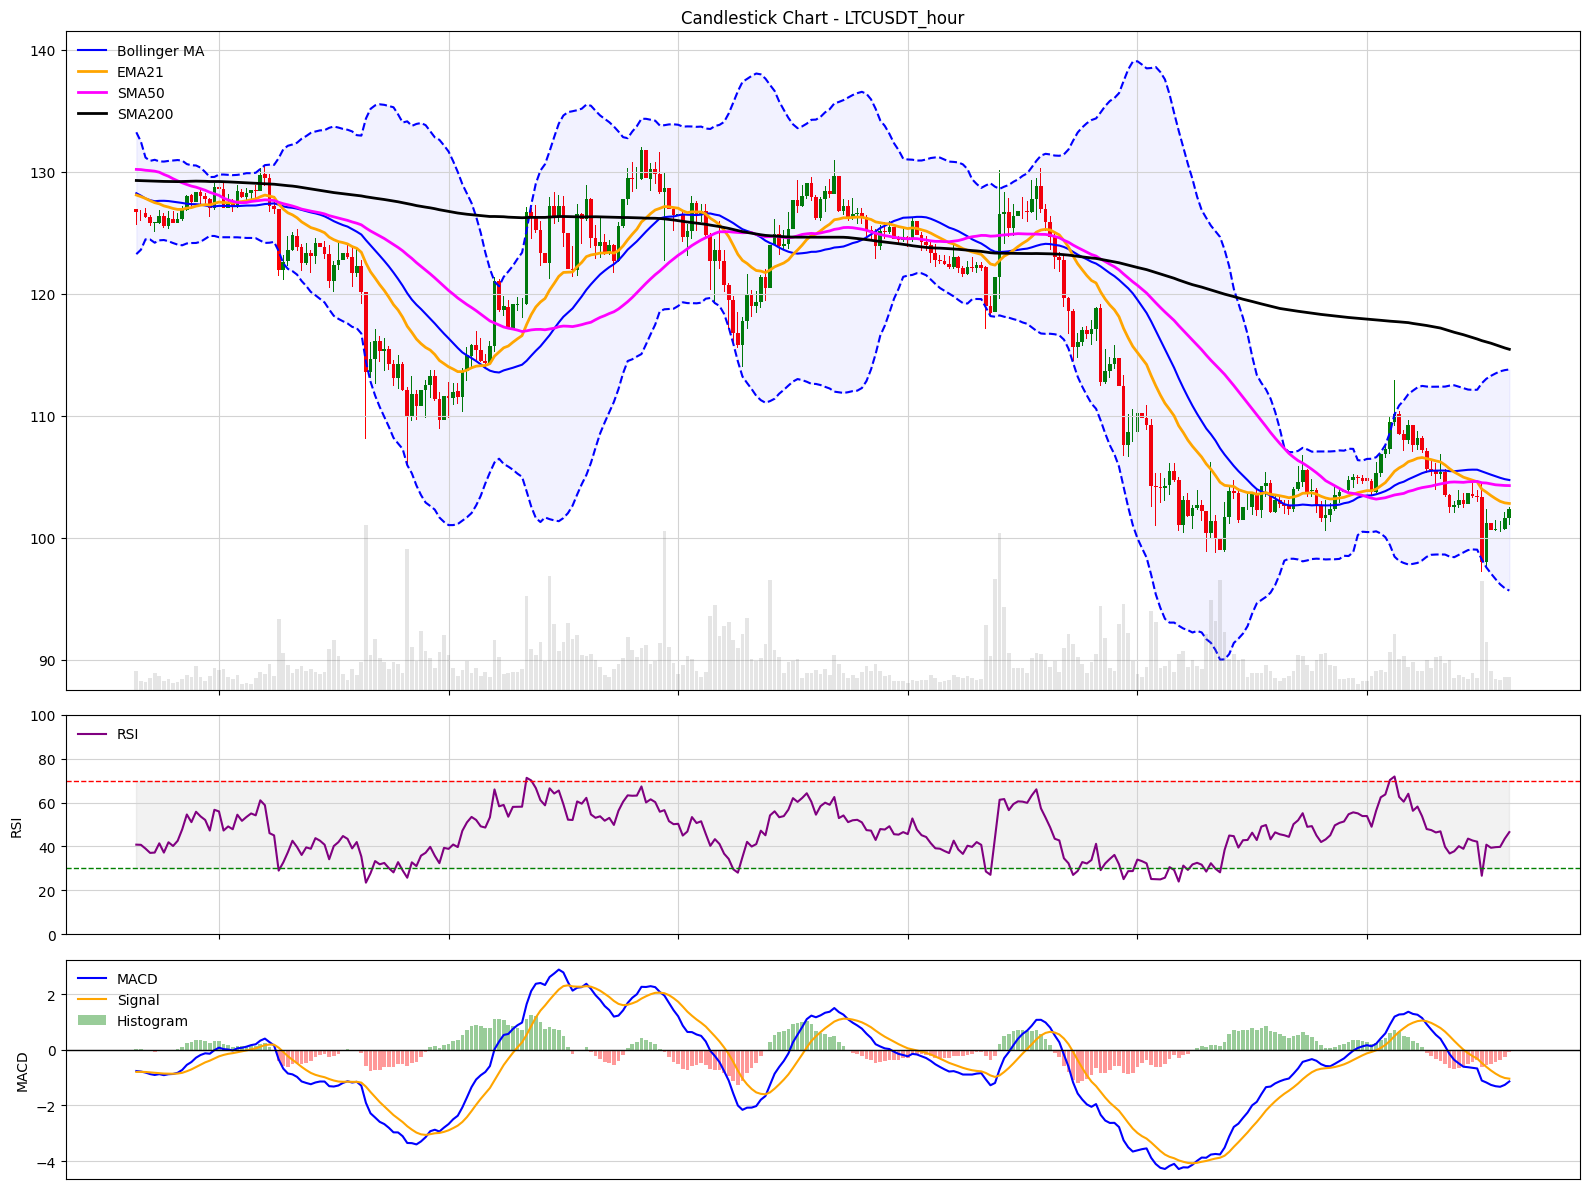 Candlestick Chart - LTCUSDT_hour
140
130
120
110
100
90
Bollinger MA
EMA21
SMA50
SMA200
100
80
60
40
20
0
RSI
RSI
2
0
−2
−4
MACD
MACD
Signal
Histogram